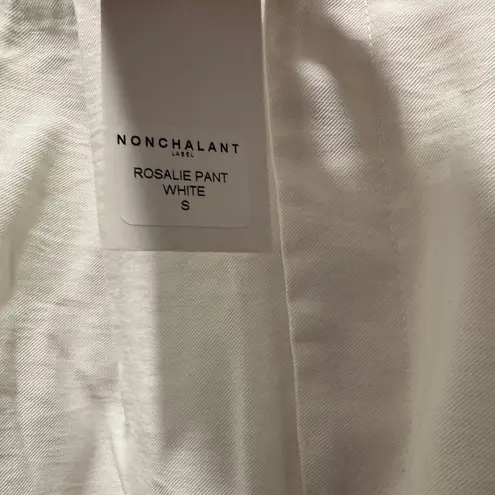 NONCHALANT
LABEL
ROSALIE PANT
WHITE
S